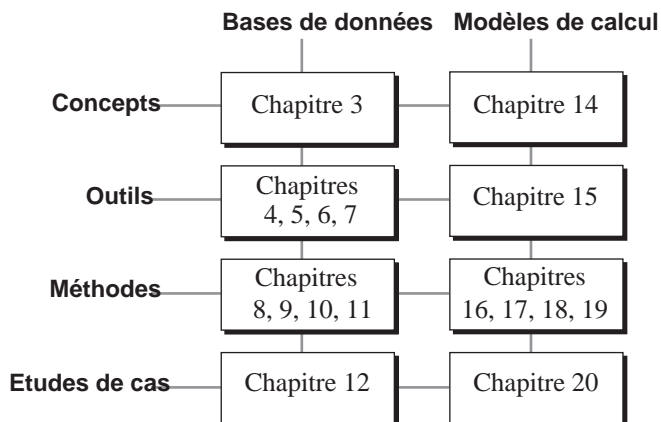 Bases de données Modèles de calcul
Concepts Chapitre 3 Chapitre 14
Outils Chapitres
4, 5, 6, 7 Chapitre 15
Méthodes Chapitres
8, 9, 10, 11 Chapitres
16, 17, 18, 19
Etudes de cas Chapitre 12 Chapitre 20